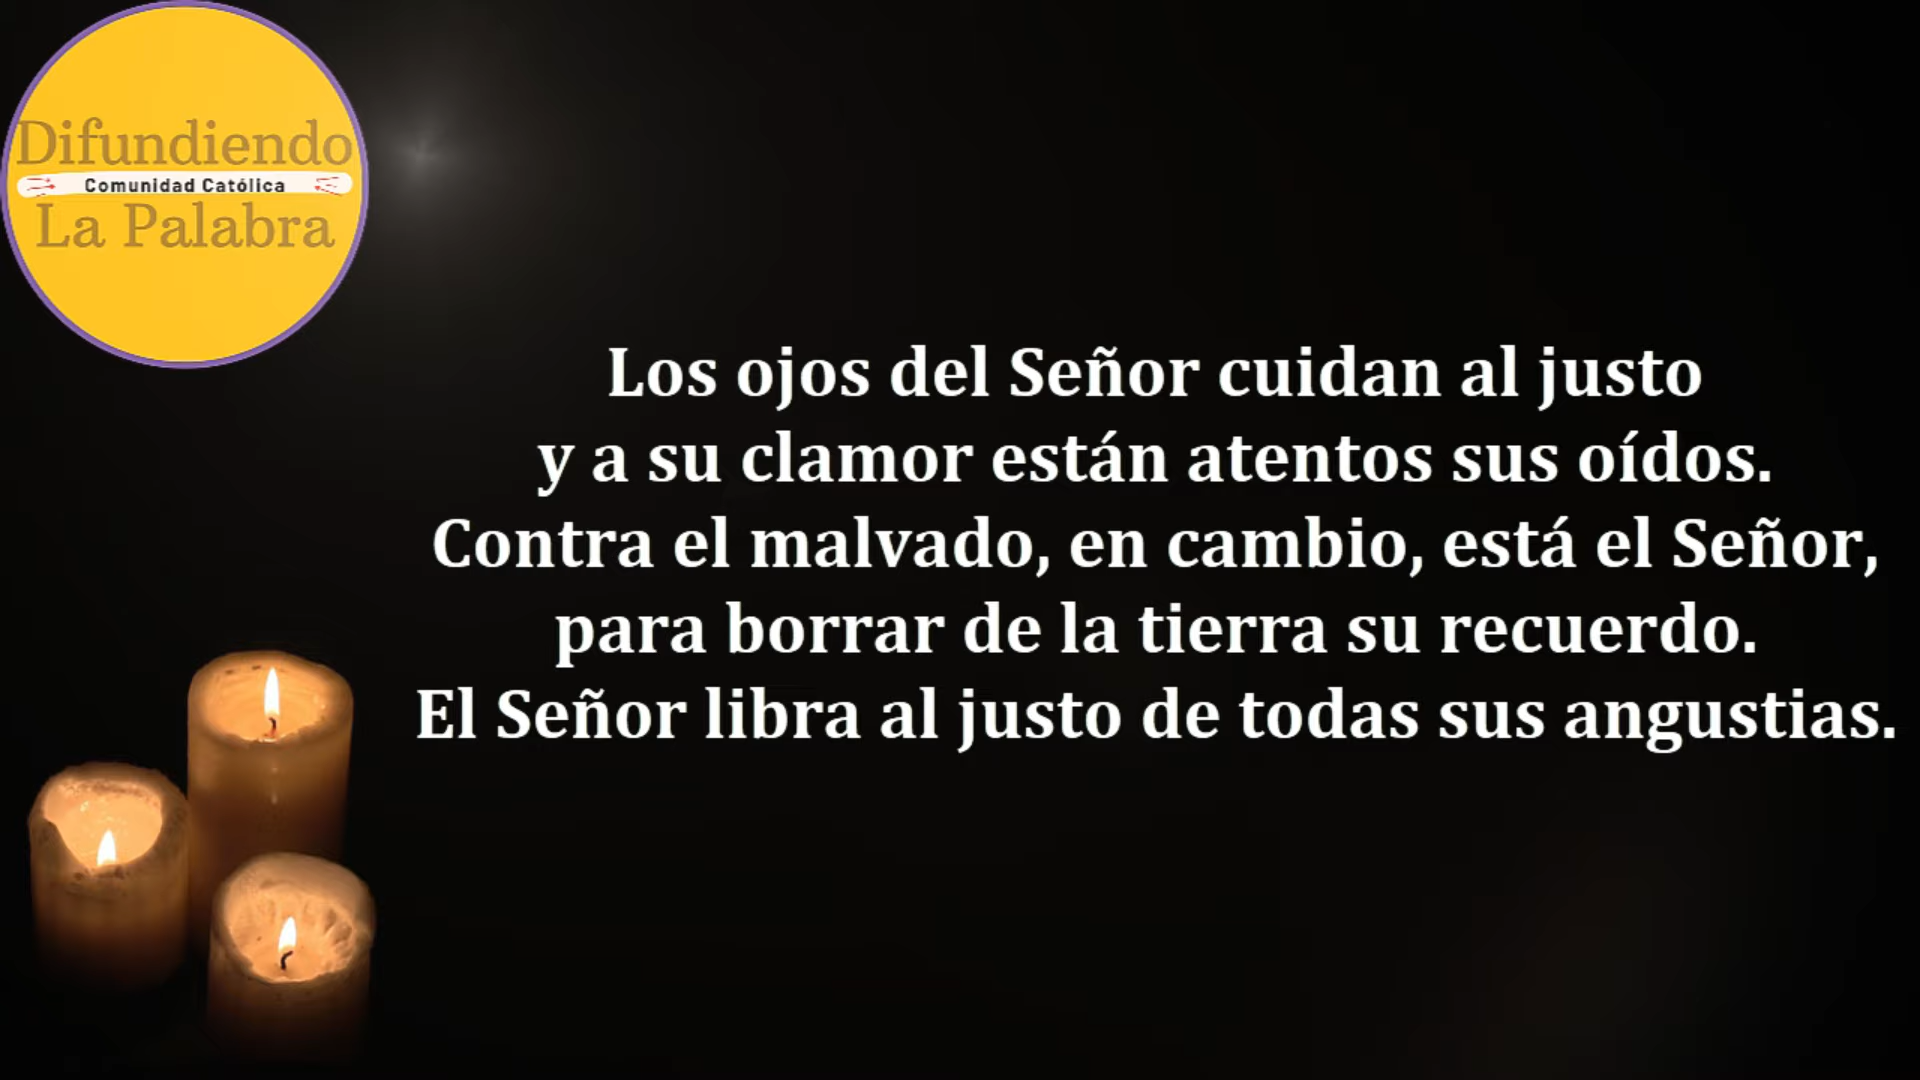 Difundiendo
Comunidad Católica
La Palabra
Los ojos del Señor cuidan al justo
y a su clamor están atentos sus oídos.
Contra el malvado, en cambio, está el Señor,
para borrar de la tierra su recuerdo.
El Señor libra al justo de todas sus angustias.